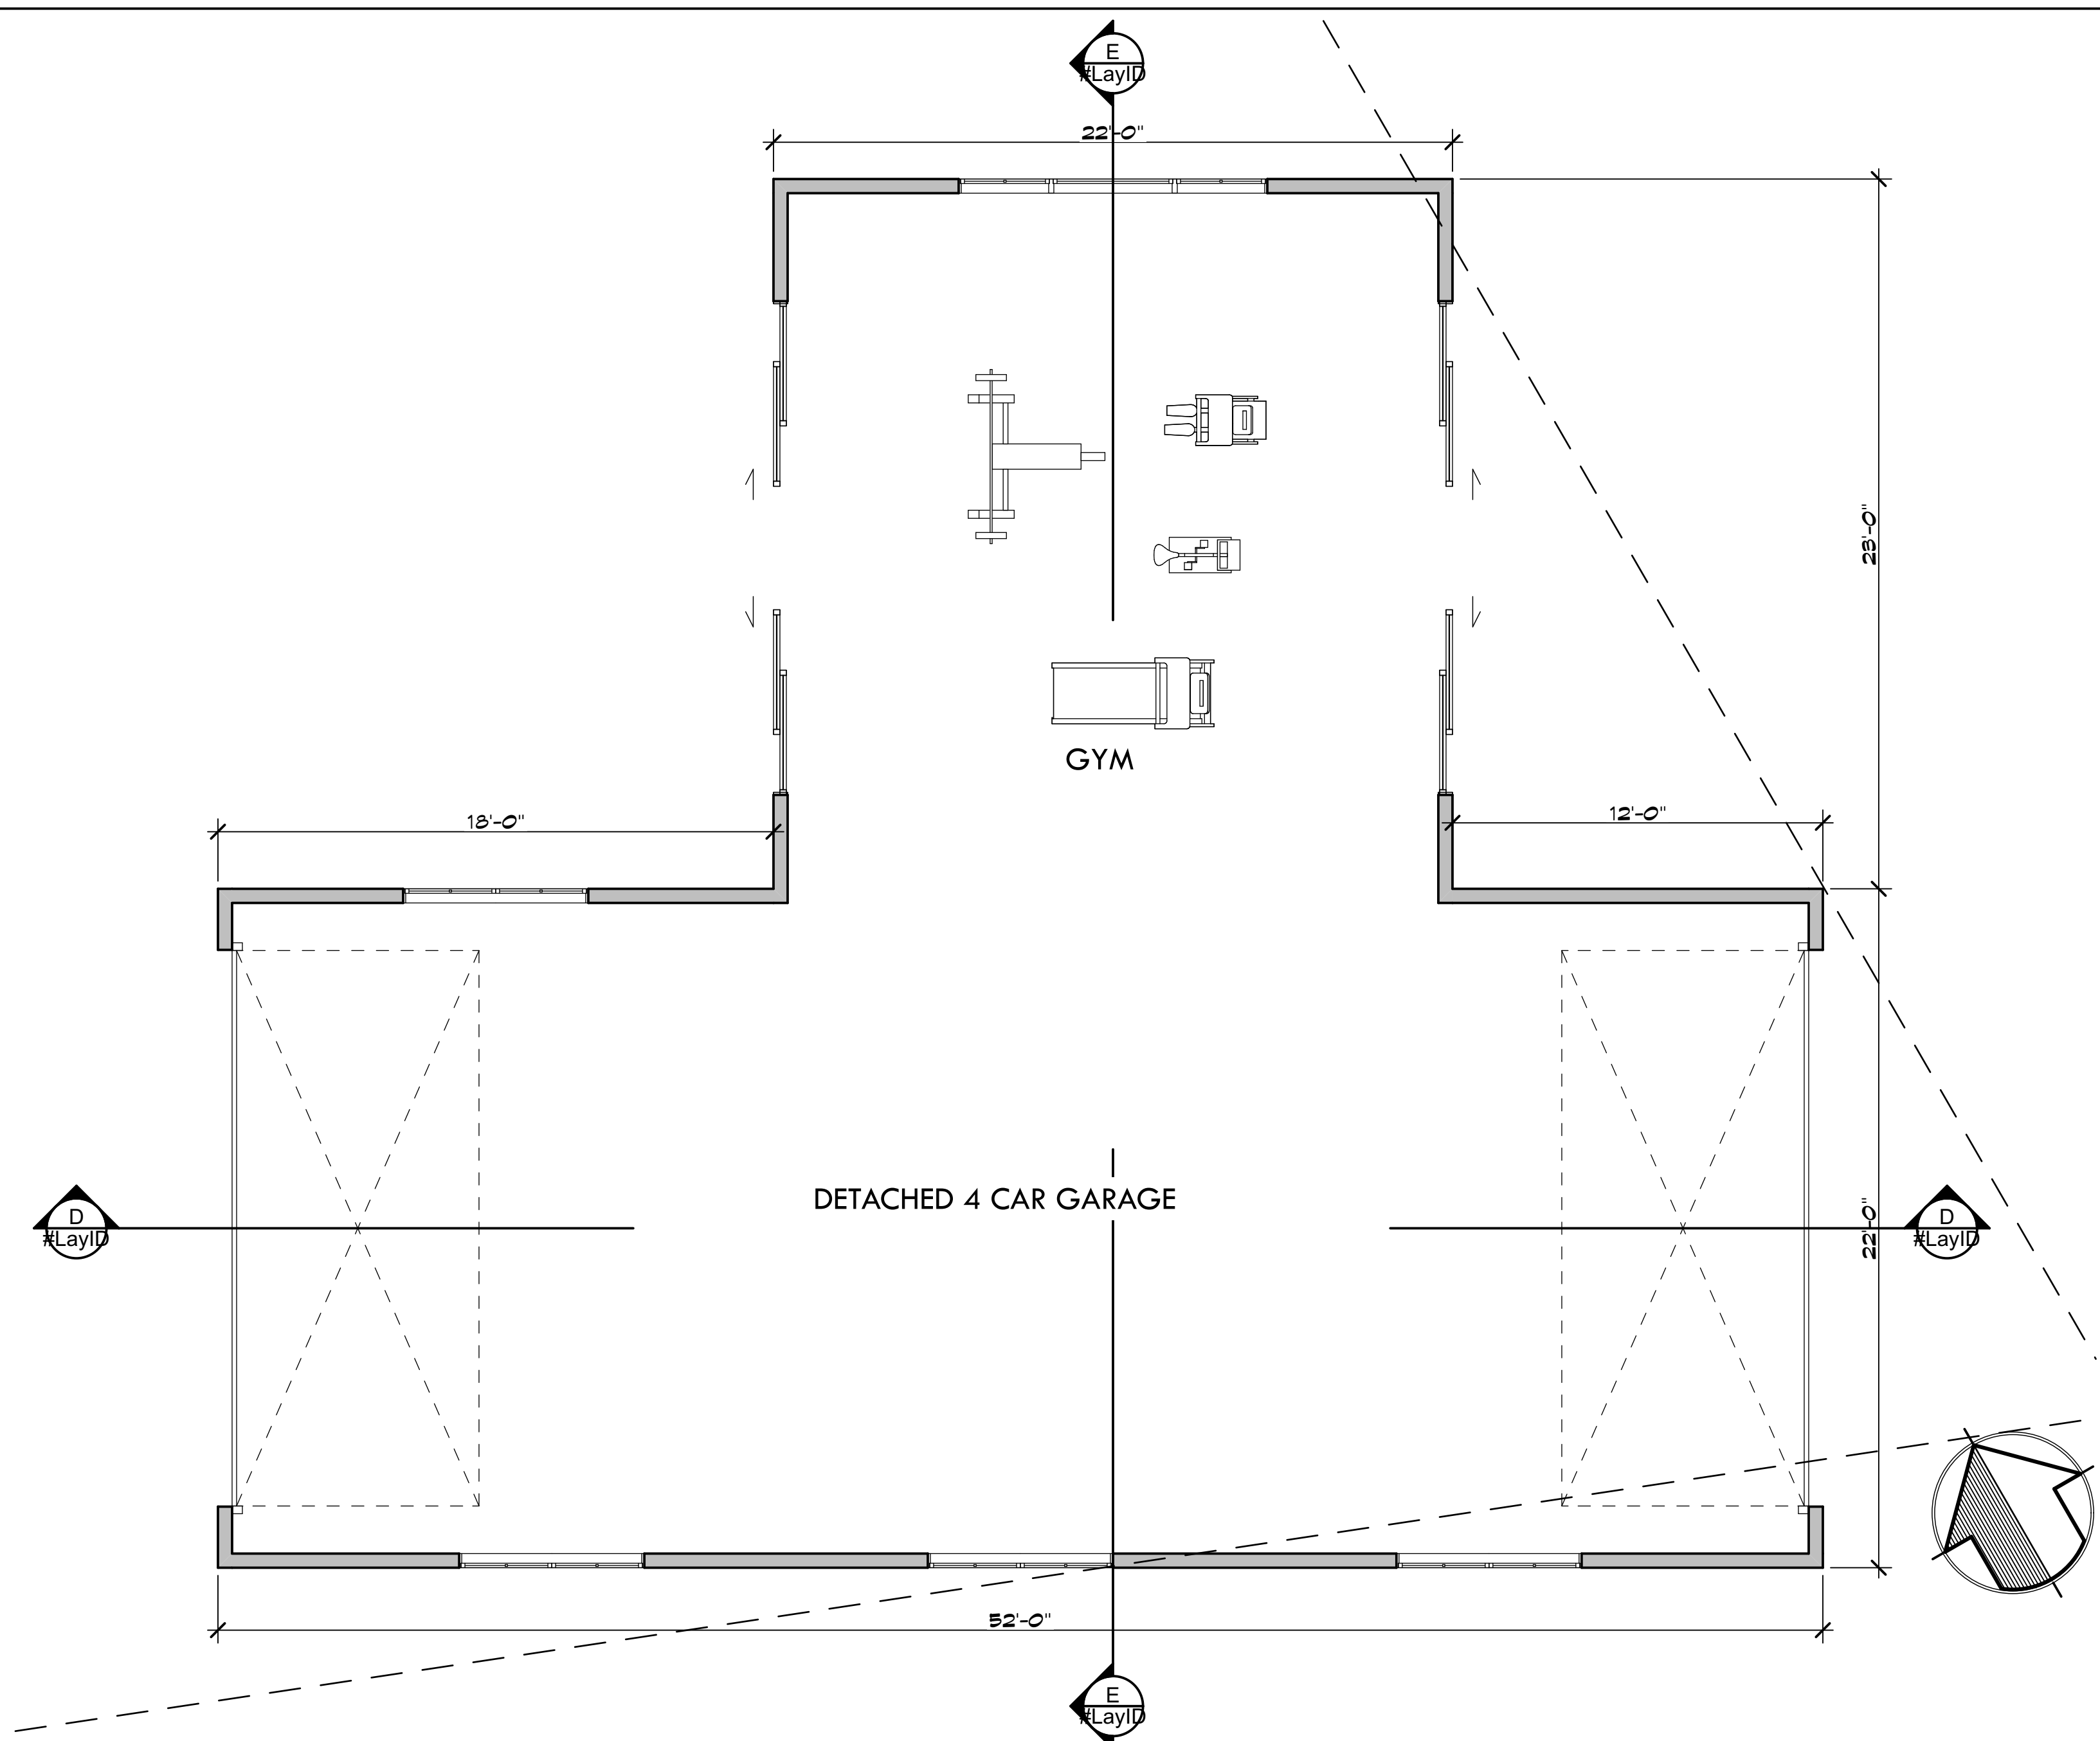 E
#LayID
22'-0"
23'-0"
GYM
18'-0"
12'-0"
DETACHED 4 CAR GARAGE
D
#LayID
D
#LayID
22'-0"
52'-0"
E
#LayID